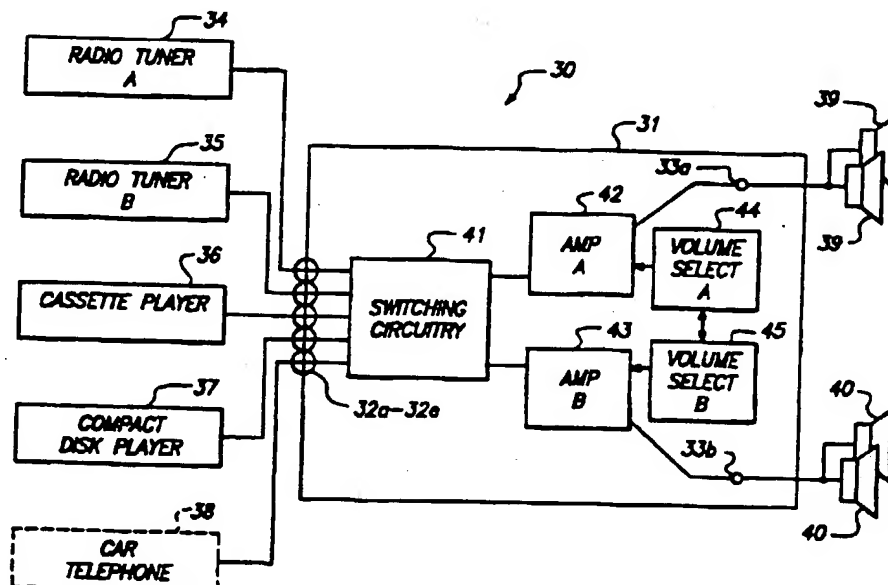 34
RADIO TUNER
A
30
39
35
31
RADIO TUNER
B
33a
39
42
44
41
AMP
A
VOLUME
SELECT
A
36
CASSETTE PLAYER
SWITCHING
CIRCUITRY
43
45
AMP
B
VOLUME
SELECT
B
37
COMPACT
DISK PLAYER
32a-32e
40
33b
40
38
CAR
TELEPHONE